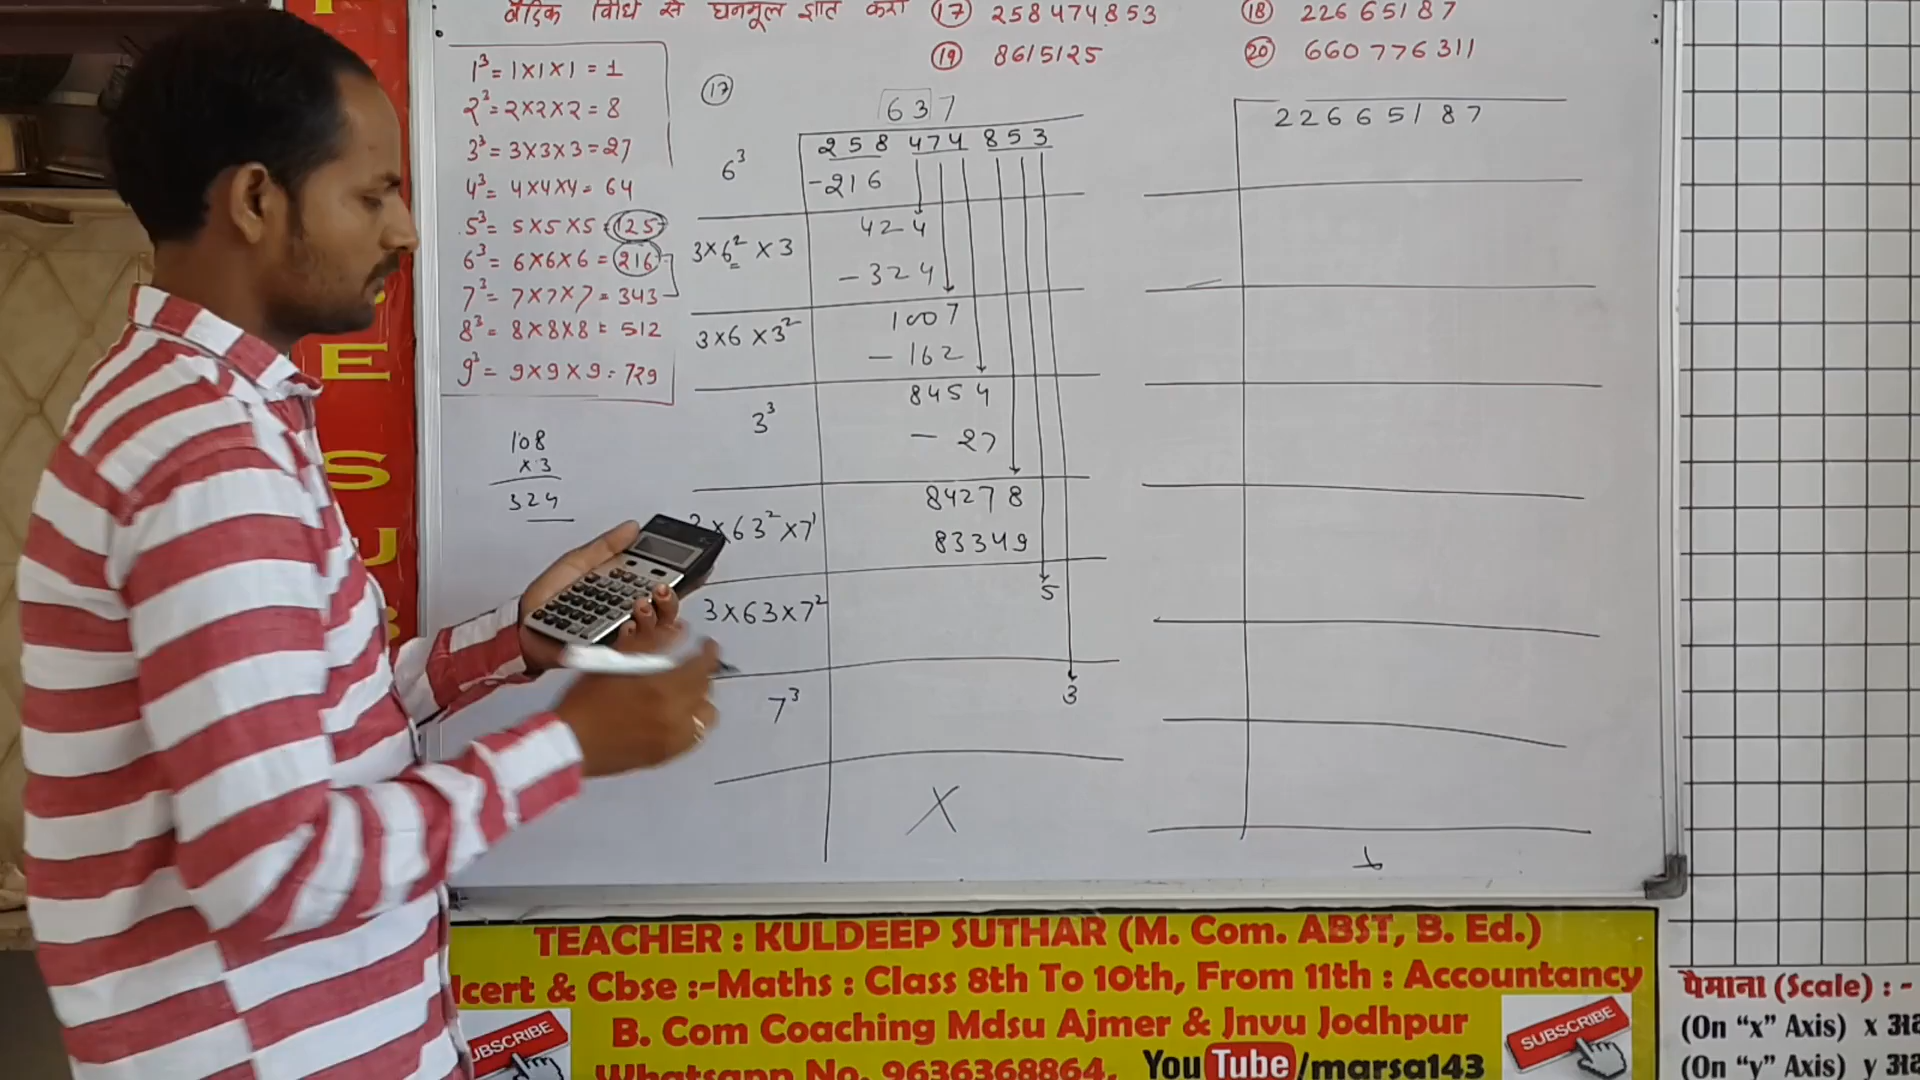 वैदिक विधि से घनमूल ज्ञात करो (17) 258474853 (18) 22665187
(19) 8615125 (20) 660776311
1³ = 1×1×1 = 1
2³ = 2×2×2 = 8
3³ = 3×3×3 = 27
4³ = 4×4×4 = 64
5³ = 5×5×5 = 125
6³ = 6×6×6 = 216
7³ = 7×7×7 = 343
8³ = 8×8×8 = 512
9³ = 9×9×9 = 729
108
×3
324
(17)
637
6³ 258 474 853
-216
3×6²×3 424
-324
3×6×3² 1007
-162
3³ 8454
-27
×63²×7¹ 84278
83349
3×63×7² 5
7³ 3
X
22665187
E
S
U
TEACHER : KULDEEP SUTHAR (M. Com. ABST, B. Ed.)
Ncert & Cbse :-Maths : Class 8th To 10th, From 11th : Accountancy
B. Com Coaching Mdsu Ajmer & Jnvu Jodhpur
Whatsapp No. 9636368864, YouTube/marsa143
SUBSCRIBE
SUBSCRIBE
पैमाना (Scale) : -
(On “x” Axis) x
(On “y” Axis) y